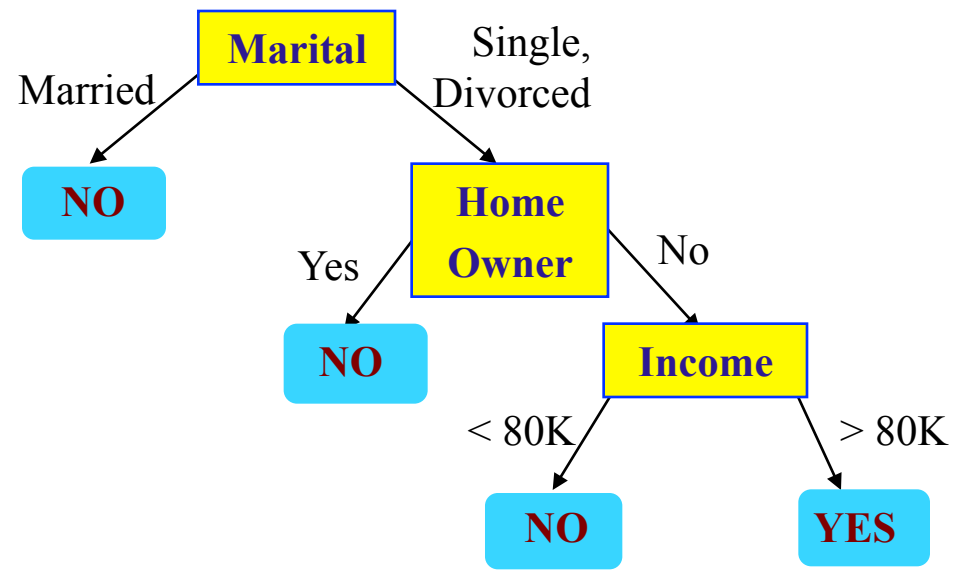 Marital
Single,
Divorced
Married
NO
Home
Owner
Yes
No
NO
Income
< 80K
> 80K
NO
YES